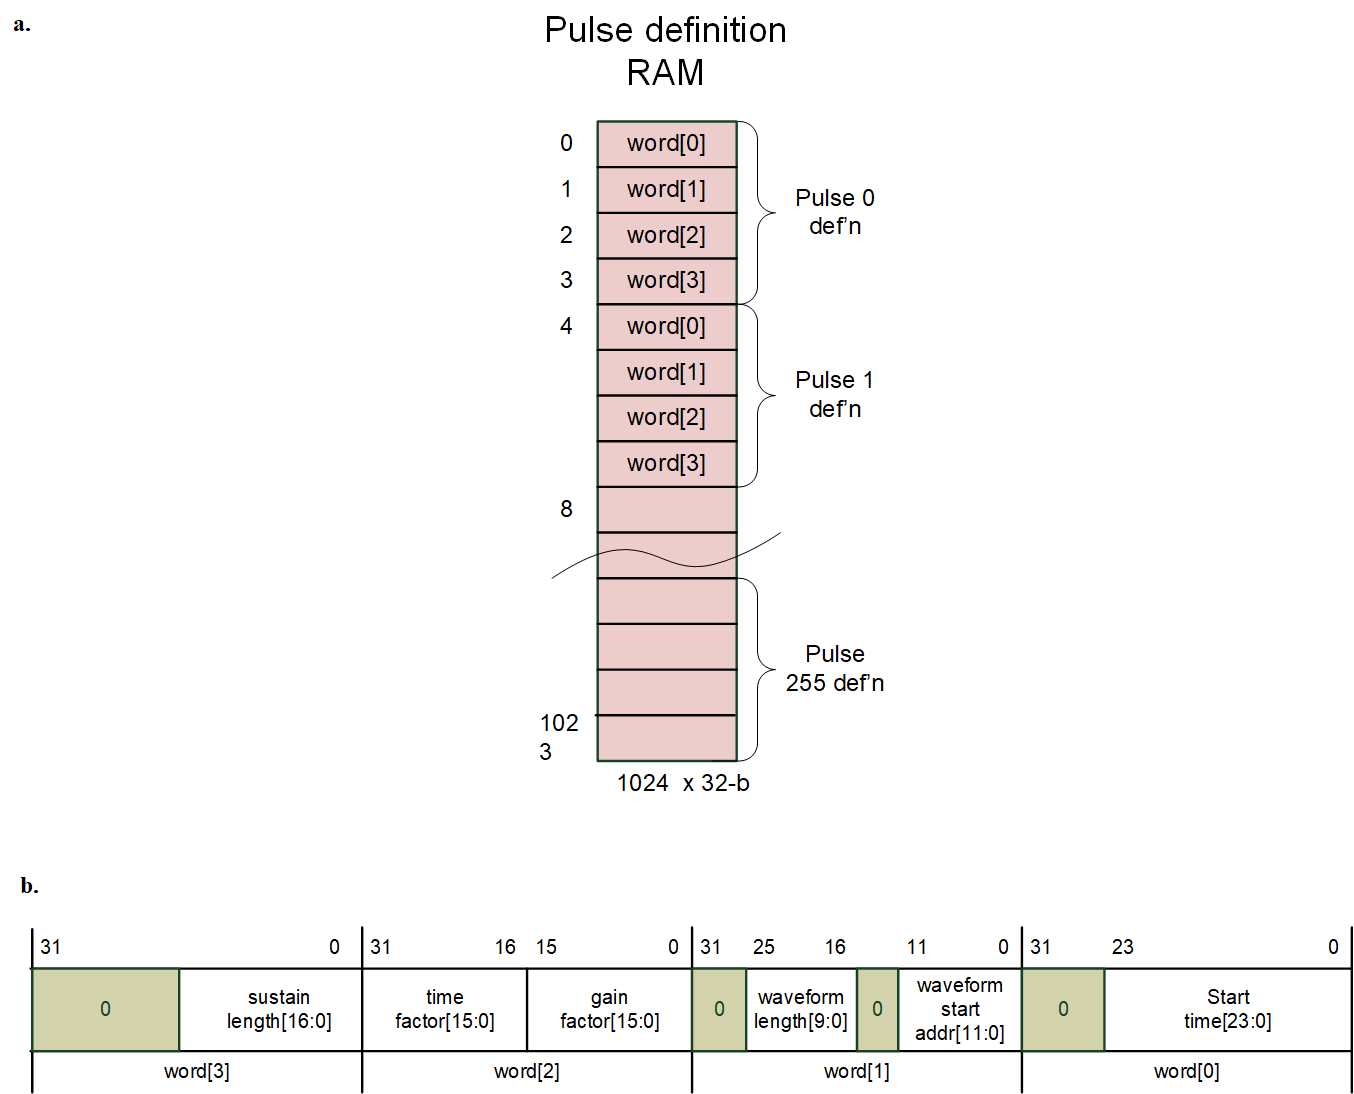 a.
Pulse definition
RAM
0
word[0]
1
word[1]
2
word[2]
3
word[3]
Pulse 0
def'n
4
word[0]
word[1]
word[2]
word[3]
Pulse 1
def'n
8
Pulse
255 def'n
102
3
1024 x 32-b
b.
31 0 31 16 15 0 31 25 16 11 0 31 23 0
0
sustain
length[16:0]
time
factor[15:0]
gain
factor[15:0]
0
waveform
length[9:0]
0
waveform
start
addr[11:0]
0
Start
time[23:0]
word[3] word[2] word[1] word[0]